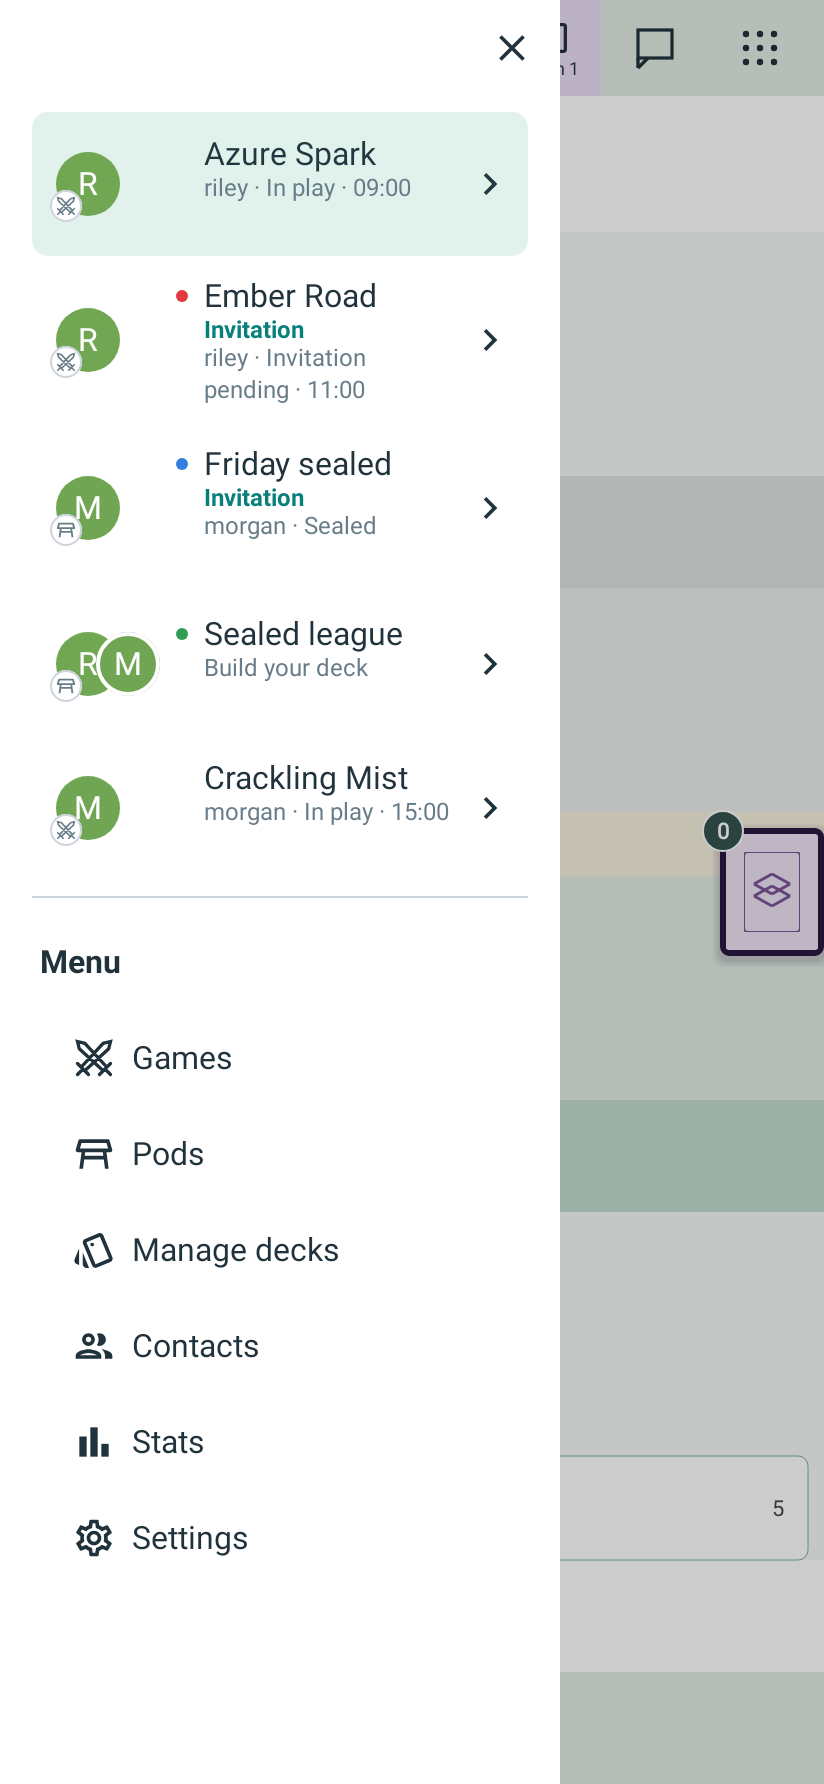 n 1
R
Azure Spark
riley · In play · 09:00
R
Ember Road
Invitation
riley · Invitation
pending · 11:00
M
Friday sealed
Invitation
morgan · Sealed
R M
Sealed league
Build your deck
M
Crackling Mist
morgan · In play · 15:00
0
Menu
Games
Pods
Manage decks
Contacts
Stats
5
Settings